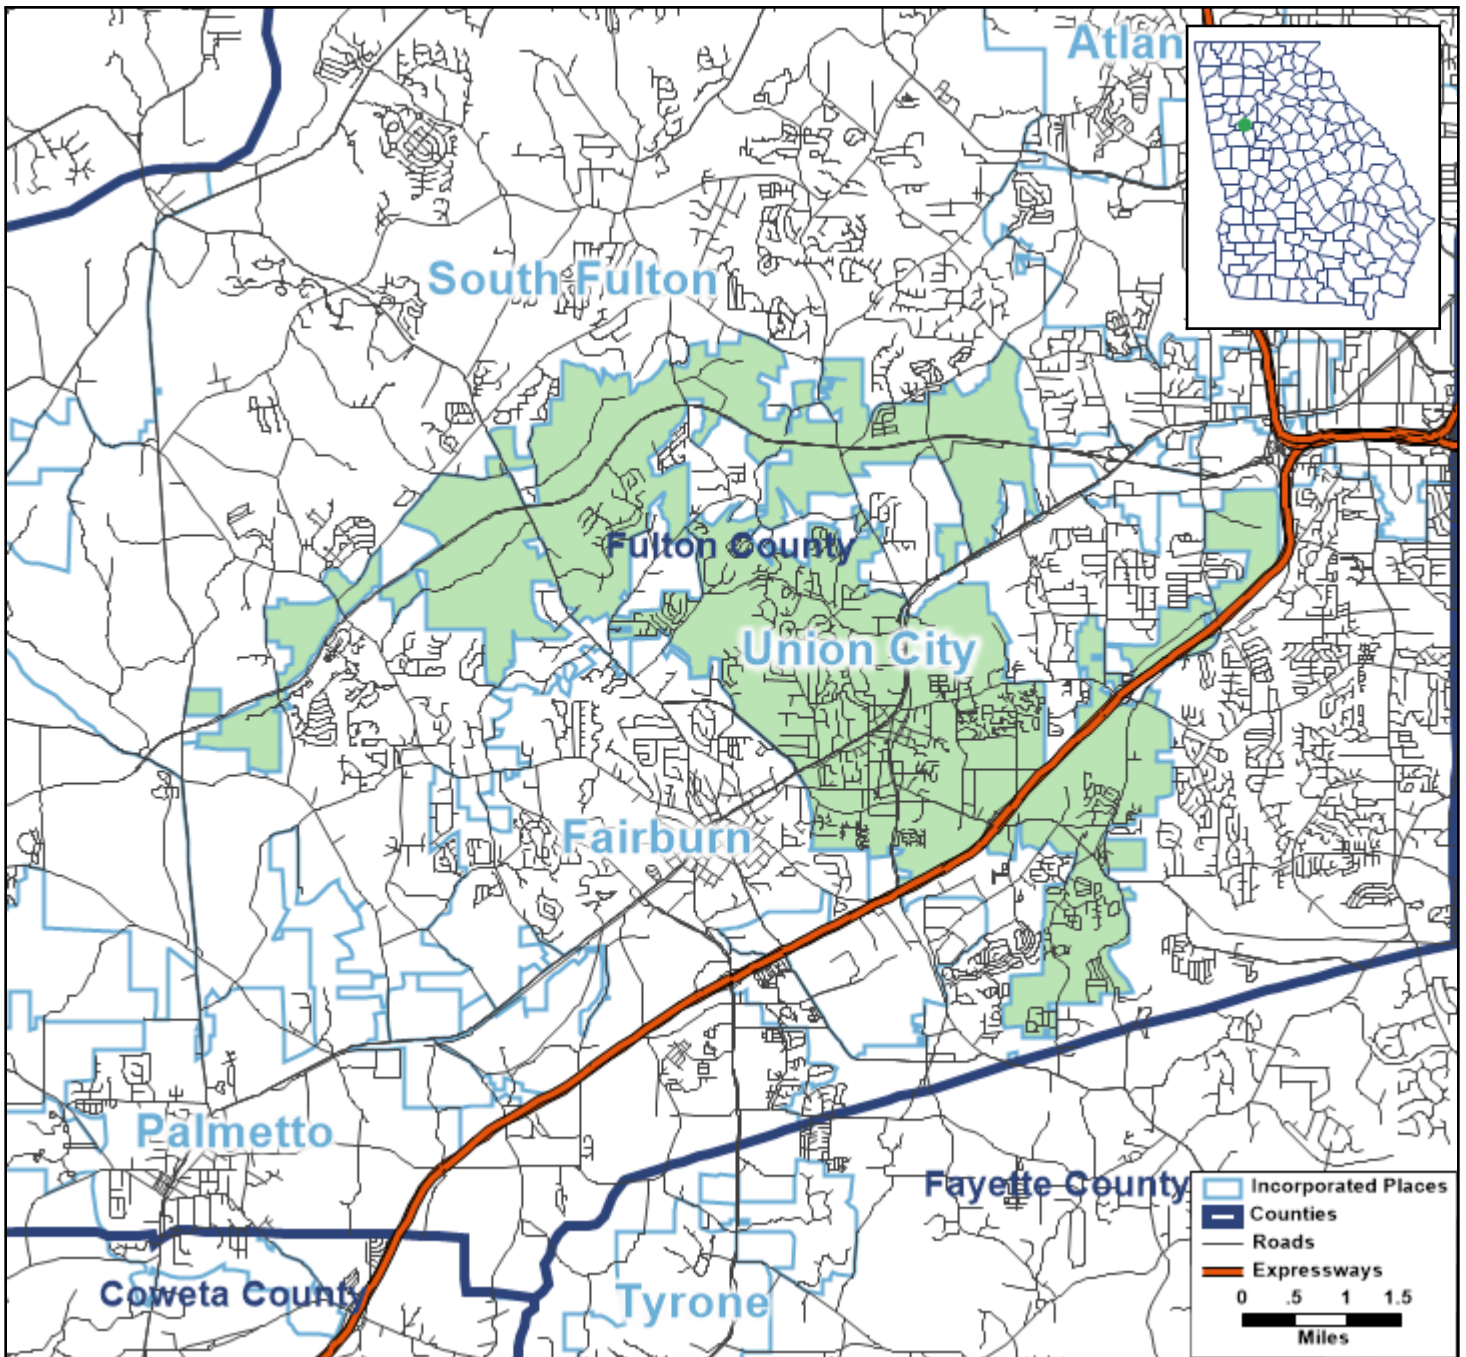 Atlan
South Fulton
Fulton County
Union City
Fairburn
Palmetto
Fayette County
Coweta County
Tyrone
Incorporated Places
Counties
Roads
Expressways
0 .5 1 1.5
Miles